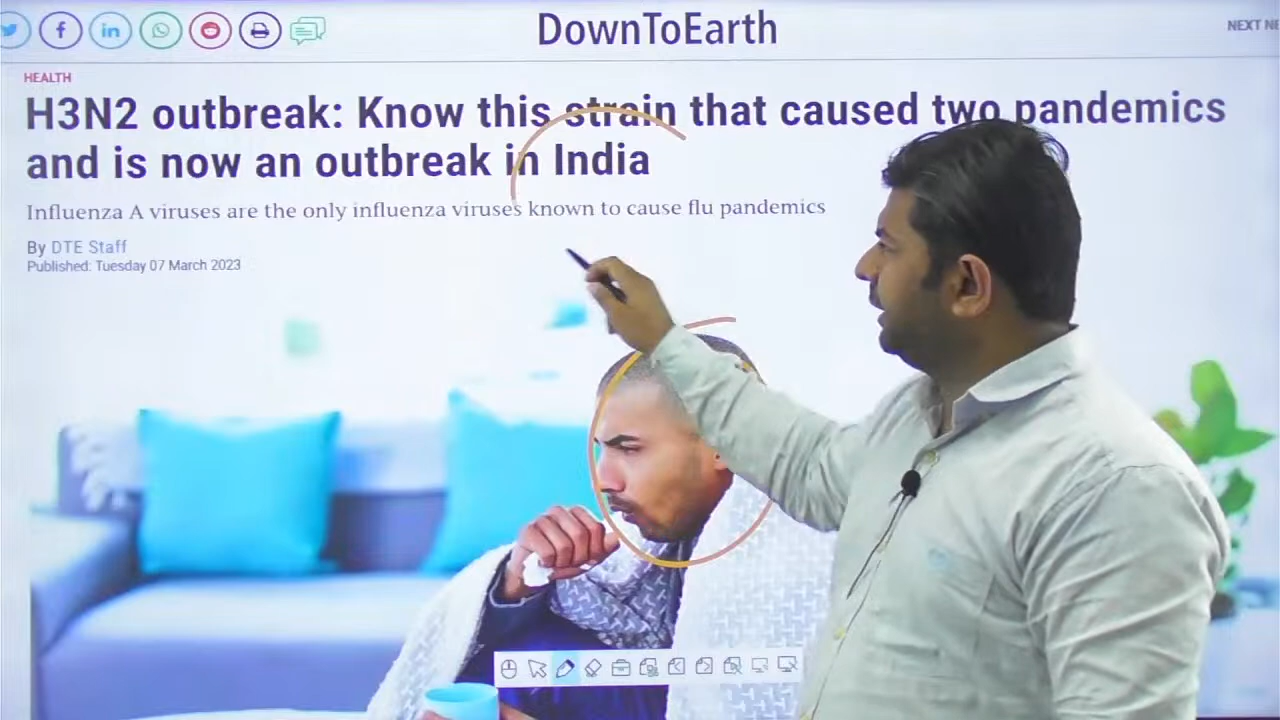 DownToEarth
NEXT NE
HEALTH
H3N2 outbreak: Know this strain that caused two pandemics
and is now an outbreak in India
Influenza A viruses are the only influenza viruses known to cause flu pandemics
By DTE Staff
Published: Tuesday 07 March 2023